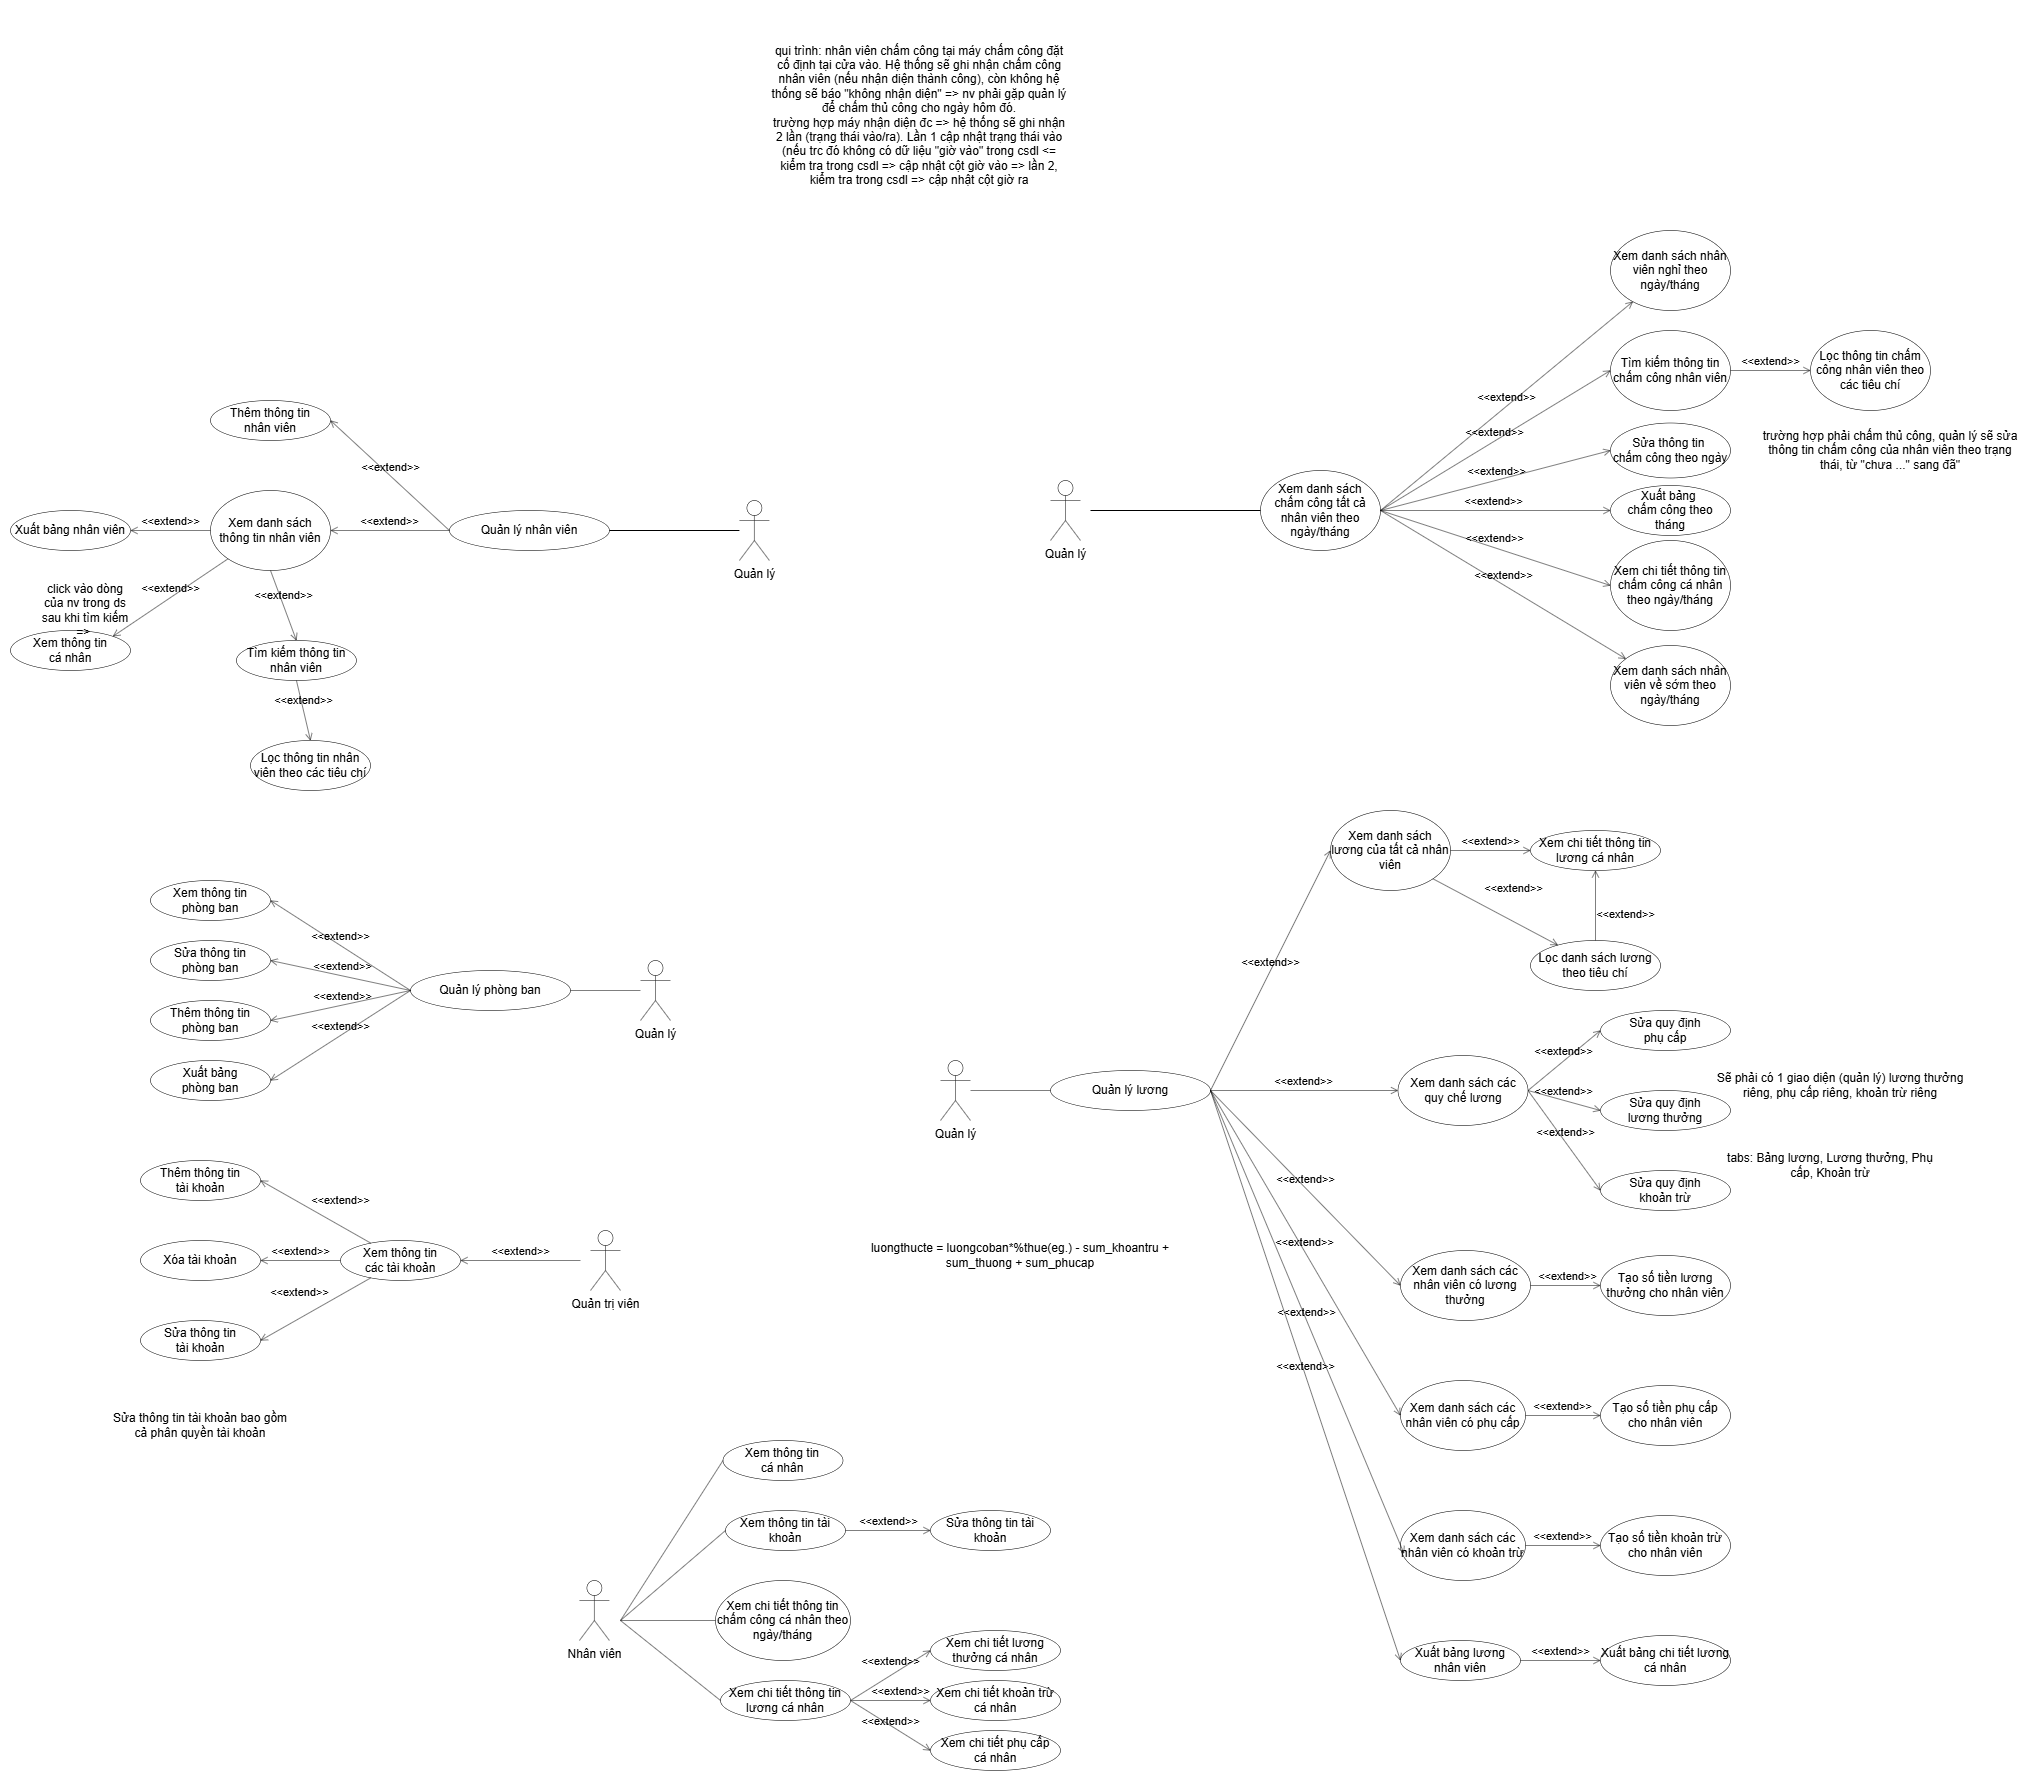 qui trình: nhân viên chấm công tại máy chấm công đặt
cố định tại cửa vào. Hệ thống sẽ ghi nhận chấm công
nhân viên (nếu nhận diện thành công), còn không hệ
thống sẽ báo "không nhận diện" => nv phải gặp quản lý
để chấm thủ công cho ngày hôm đó.
trường hợp máy nhận diện đc => hệ thống sẽ ghi nhận
2 lần (trạng thái vào/ra). Lần 1 cập nhật trạng thái vào
(nếu trc đó không có dữ liệu "giờ vào" trong csdl <=
kiểm tra trong csdl => cập nhật cột giờ vào => lần 2,
kiểm tra trong csdl => cập nhật cột giờ ra
Thêm thông tin
nhân viên
<<extend>>
Xuất bảng nhân viên
<<extend>>
Xem danh sách
thông tin nhân viên
<<extend>>
Quản lý nhân viên
Quản lý
click vào dòng
của nv trong ds
sau khi tìm kiếm
=>
<<extend>>
Xem thông tin
cá nhân
<<extend>>
Tìm kiếm thông tin
nhân viên
<<extend>>
Lọc thông tin nhân
viên theo các tiêu chí
Quản lý
Xem danh sách
chấm công tất cả
nhân viên theo
ngày/tháng
<<extend>>
<<extend>>
<<extend>>
<<extend>>
<<extend>>
<<extend>>
Xem danh sách nhân
viên nghỉ theo
ngày/tháng
Tìm kiếm thông tin
chấm công nhân viên
<<extend>>
Lọc thông tin chấm
công nhân viên theo
các tiêu chí
Sửa thông tin
chấm công theo ngày
trường hợp phải chấm thủ công, quản lý sẽ sửa
thông tin chấm công của nhân viên theo trạng
thái, từ "chưa ..." sang đã"
Xuất bảng
chấm công theo
tháng
Xem chi tiết thông tin
chấm công cá nhân
theo ngày/tháng
Xem danh sách nhân
viên về sớm theo
ngày/tháng
Xem thông tin
phòng ban
<<extend>>
Sửa thông tin
phòng ban
<<extend>>
Thêm thông tin
phòng ban
<<extend>>
Xuất bảng
phòng ban
<<extend>>
Quản lý phòng ban
Quản lý
Thêm thông tin
tài khoản
<<extend>>
Xóa tài khoản
<<extend>>
Xem thông tin
các tài khoản
<<extend>>
Quản trị viên
<<extend>>
Sửa thông tin
tài khoản
Sửa thông tin tài khoản bao gồm
cả phân quyền tài khoản
Quản lý
Quản lý lương
<<extend>>
Xem danh sách
lương của tất cả nhân
viên
<<extend>>
Xem chi tiết thông tin
lương cá nhân
<<extend>>
<<extend>>
Lọc danh sách lương
theo tiêu chí
<<extend>>
Xem danh sách các
quy chế lương
<<extend>>
Sửa quy định
phụ cấp
<<extend>>
Sửa quy định
lương thưởng
<<extend>>
Sửa quy định
khoản trừ
Sẽ phải có 1 giao diện (quản lý) lương thưởng
riêng, phụ cấp riêng, khoản trừ riêng
tabs: Bảng lương, Lương thưởng, Phụ
cấp, Khoản trừ
luongthucte = luongcoban*%thue(eg.) - sum_khoantru +
sum_thuong + sum_phucap
<<extend>>
Xem danh sách các
nhân viên có lương
thưởng
<<extend>>
Tạo số tiền lương
thưởng cho nhân viên
<<extend>>
Xem danh sách các
nhân viên có phụ cấp
<<extend>>
Tạo số tiền phụ cấp
cho nhân viên
<<extend>>
Xem danh sách các
nhân viên có khoản trừ
<<extend>>
Tạo số tiền khoản trừ
cho nhân viên
<<extend>>
Xuất bảng lương
nhân viên
<<extend>>
Xuất bảng chi tiết lương
cá nhân
Nhân viên
Xem thông tin
cá nhân
Xem thông tin tài
khoản
<<extend>>
Sửa thông tin tài
khoản
Xem chi tiết thông tin
chấm công cá nhân theo
ngày/tháng
Xem chi tiết thông tin
lương cá nhân
<<extend>>
Xem chi tiết lương
thưởng cá nhân
<<extend>>
Xem chi tiết khoản trừ
cá nhân
<<extend>>
Xem chi tiết phụ cấp
cá nhân